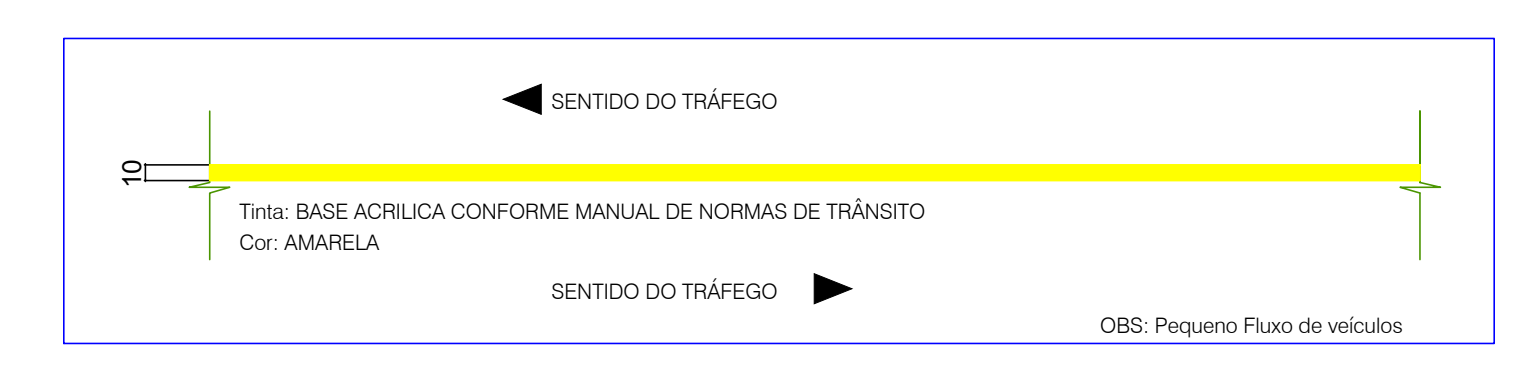 SENTIDO DO TRÁFEGO
10
Tinta: BASE ACRILICA CONFORME MANUAL DE NORMAS DE TRÂNSITO
Cor: AMARELA
SENTIDO DO TRÁFEGO
OBS: Pequeno Fluxo de veículos